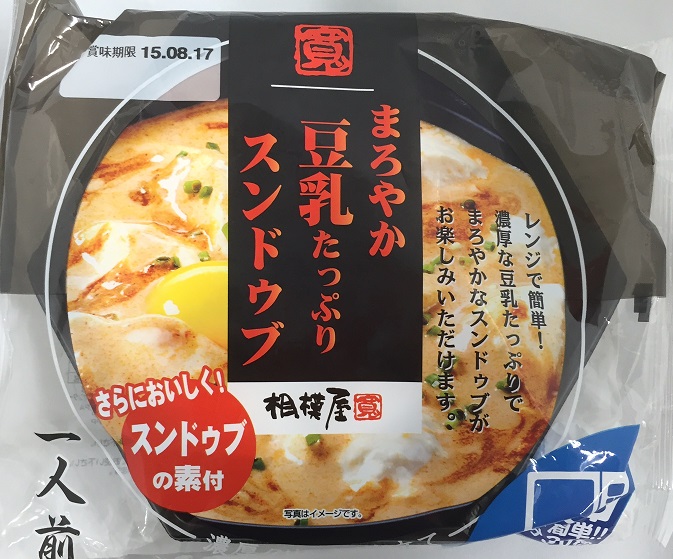 賞味期限 15.08.17
まろやか
豆乳たっぷり
スンドゥブ
レンジで簡単！
濃厚な豆乳たっぷりで
まろやかなスンドゥブが
お楽しみいただけます。
相模屋
さらにおいしく！
スンドゥブ
の素付
一人前
写真はイメージです。
簡単!!